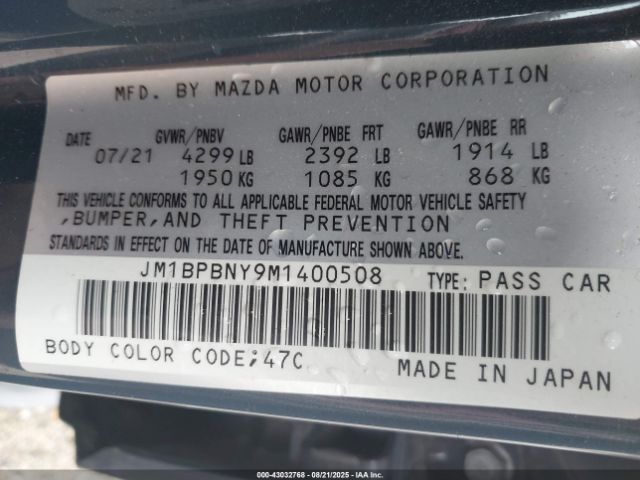 MFD. BY MAZDA MOTOR CORPORATION
DATE GVWR/PNBV GAWR/PNBE FRT GAWR/PNBE RR
07/21 4299 LB 2392 LB 1914 LB
1950 KG 1085 KG 868 KG
THIS VEHICLE CONFORMS TO ALL APPLICABLE FEDERAL MOTOR VEHICLE SAFETY
,BUMPER,AND THEFT PREVENTION
STANDARDS IN EFFECT ON THE DATE OF MANUFACTURE SHOWN ABOVE.
JM1BPBNY9M1400508 TYPE: PASS CAR
BODY COLOR CODE;47C MADE IN JAPAN
000-43032768 - 08/21/2025 - IAAI.COM